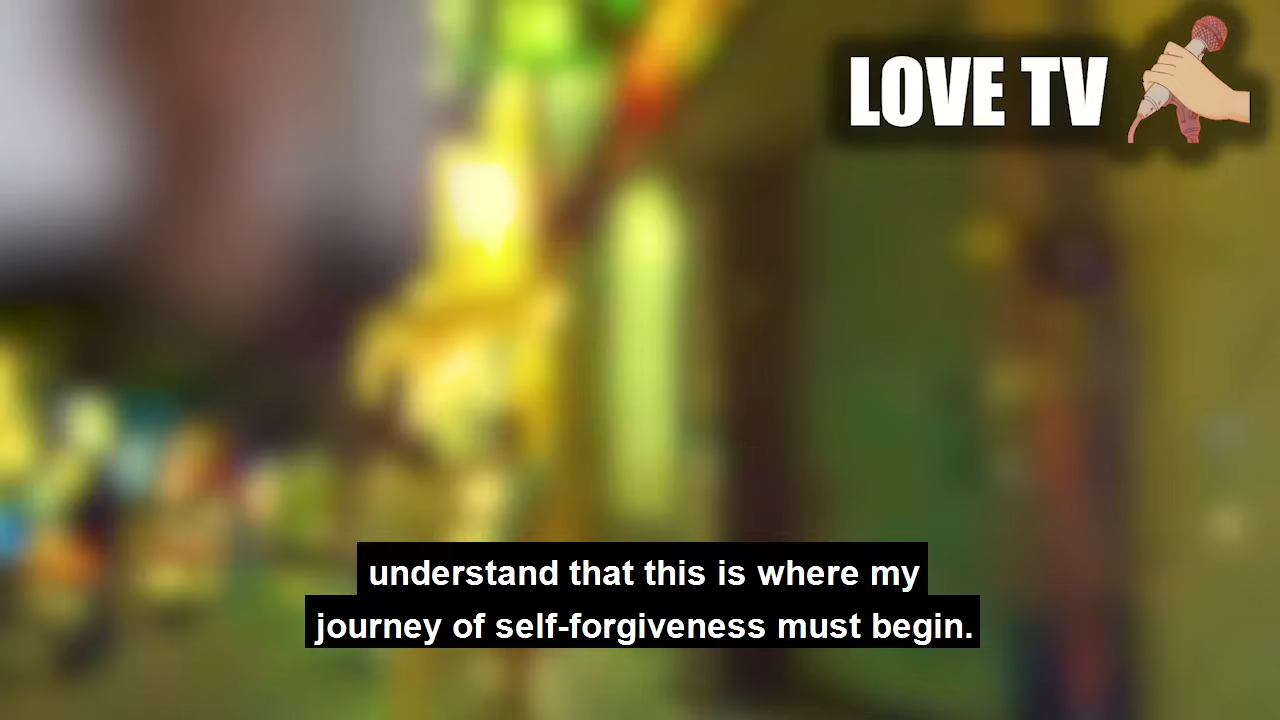 LOVE TV
understand that this is where my
journey of self-forgiveness must begin.